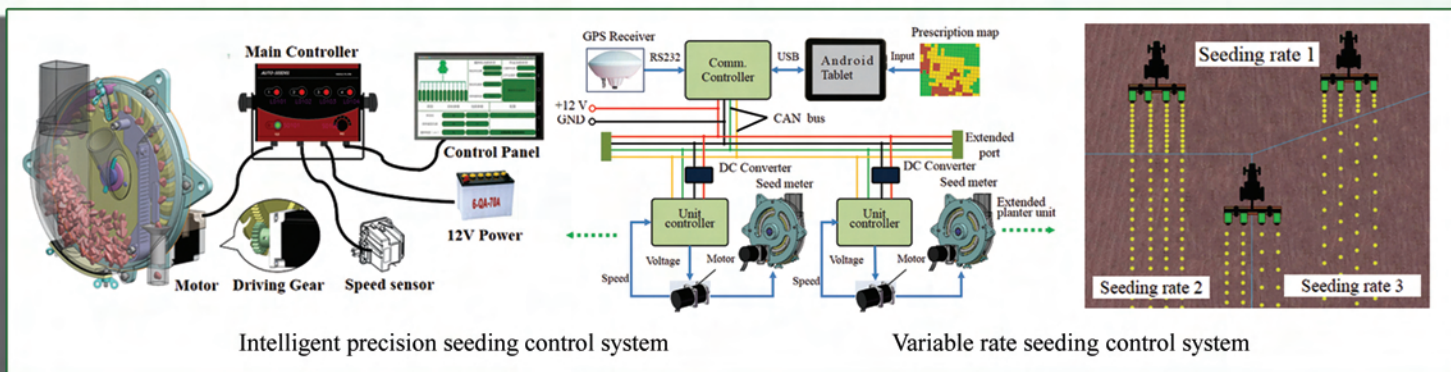 Main Controller
AUTO-SEEDING
Control Panel
6-QA-70A
12V Power
Motor
Driving Gear
Speed sensor
GPS Receiver
RS232
Comm.
Controller
USB
Android
Tablet
Input
Prescription map
+12 V
GND
CAN bus
Extended
port
DC Converter
Seed meter
Unit
controller
Voltage
Motor
Speed
DC Converter
Seed meter
Unit
controller
Extended
planter unit
Voltage
Motor
Speed
Seeding rate 1
Seeding rate 2
Seeding rate 3
Intelligent precision seeding control system
Variable rate seeding control system